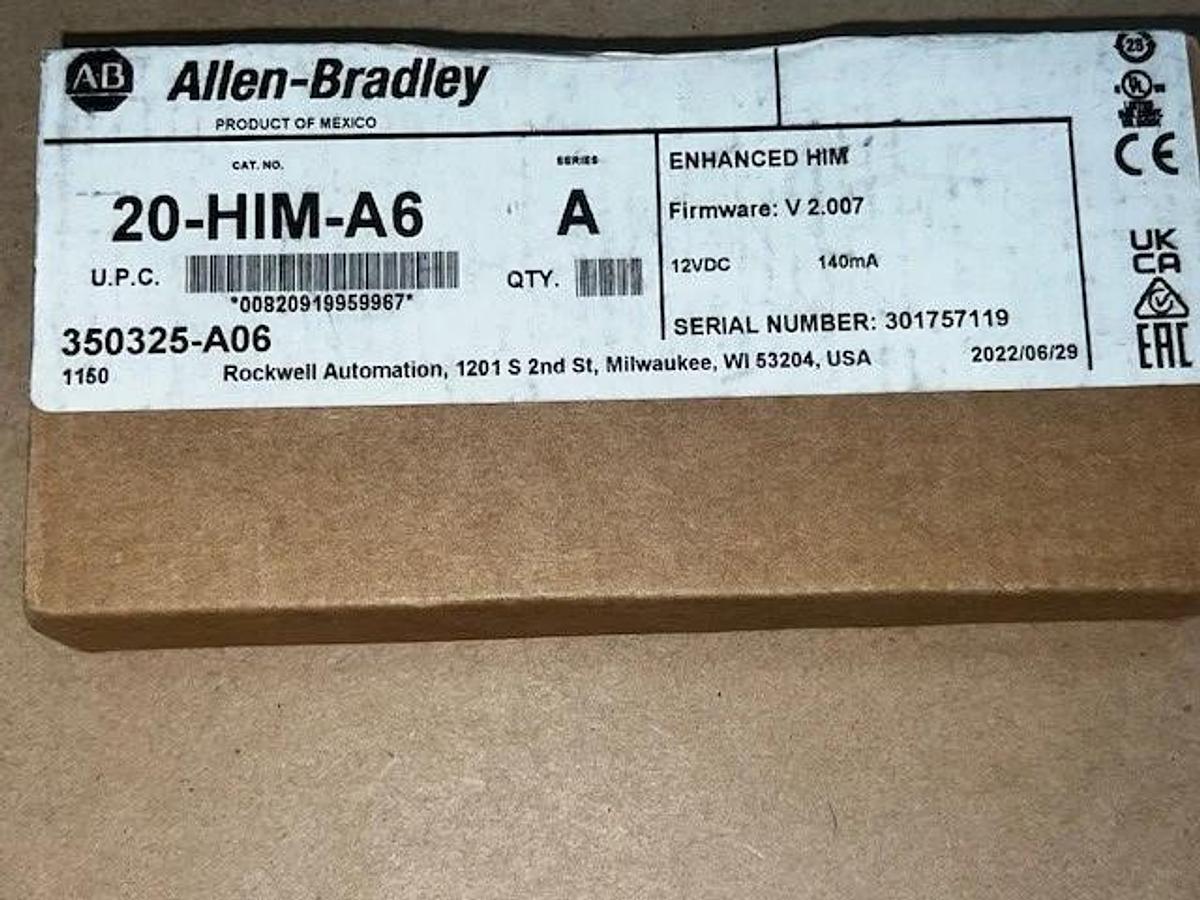 AB Allen-Bradley
PRODUCT OF MEXICO
CAT. NO.
SERIES
20-HIM-A6
A
U.P.C.
*00820919959967*
QTY.
350325-A06
1150
Rockwell Automation, 1201 S 2nd St, Milwaukee, WI 53204, USA
ENHANCED HIM
Firmware: V 2.007
12VDC 140mA
SERIAL NUMBER: 301757119
2022/06/29
UL
CE
UK
CA
EAC